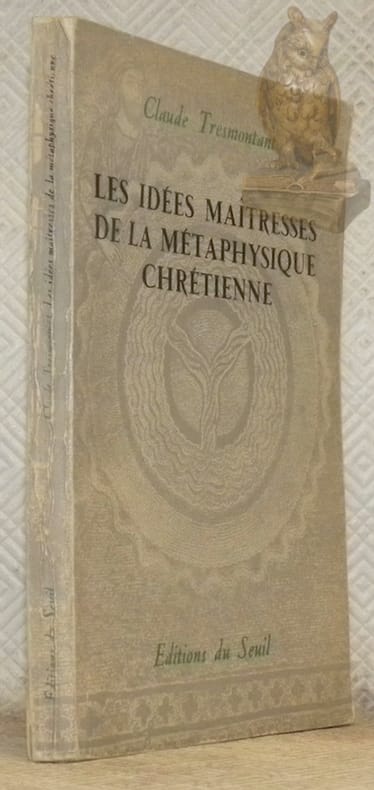 Claude Tresmontant
LES IDÉES MAÎTRESSES
DE LA MÉTAPHYSIQUE
CHRÉTIENNE
Editions du Seuil
Claude Tresmontant Les idées maîtresses de la métaphysique chrétienne
Editions du Seuil